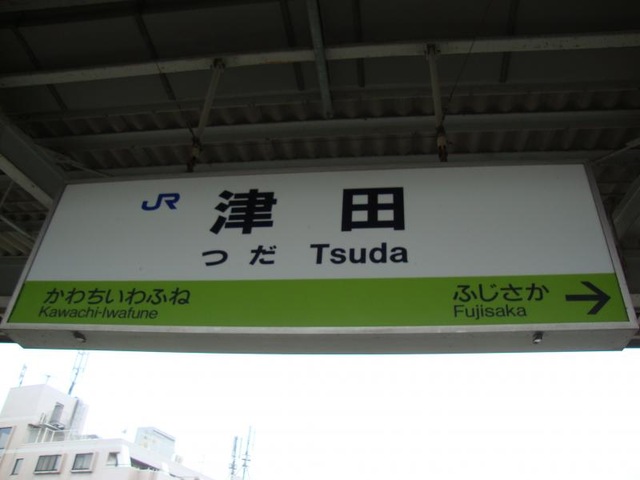 JR 津田
つだ Tsuda
かわちいわふね ふじさか →
Kawachi-Iwafune Fujisaka